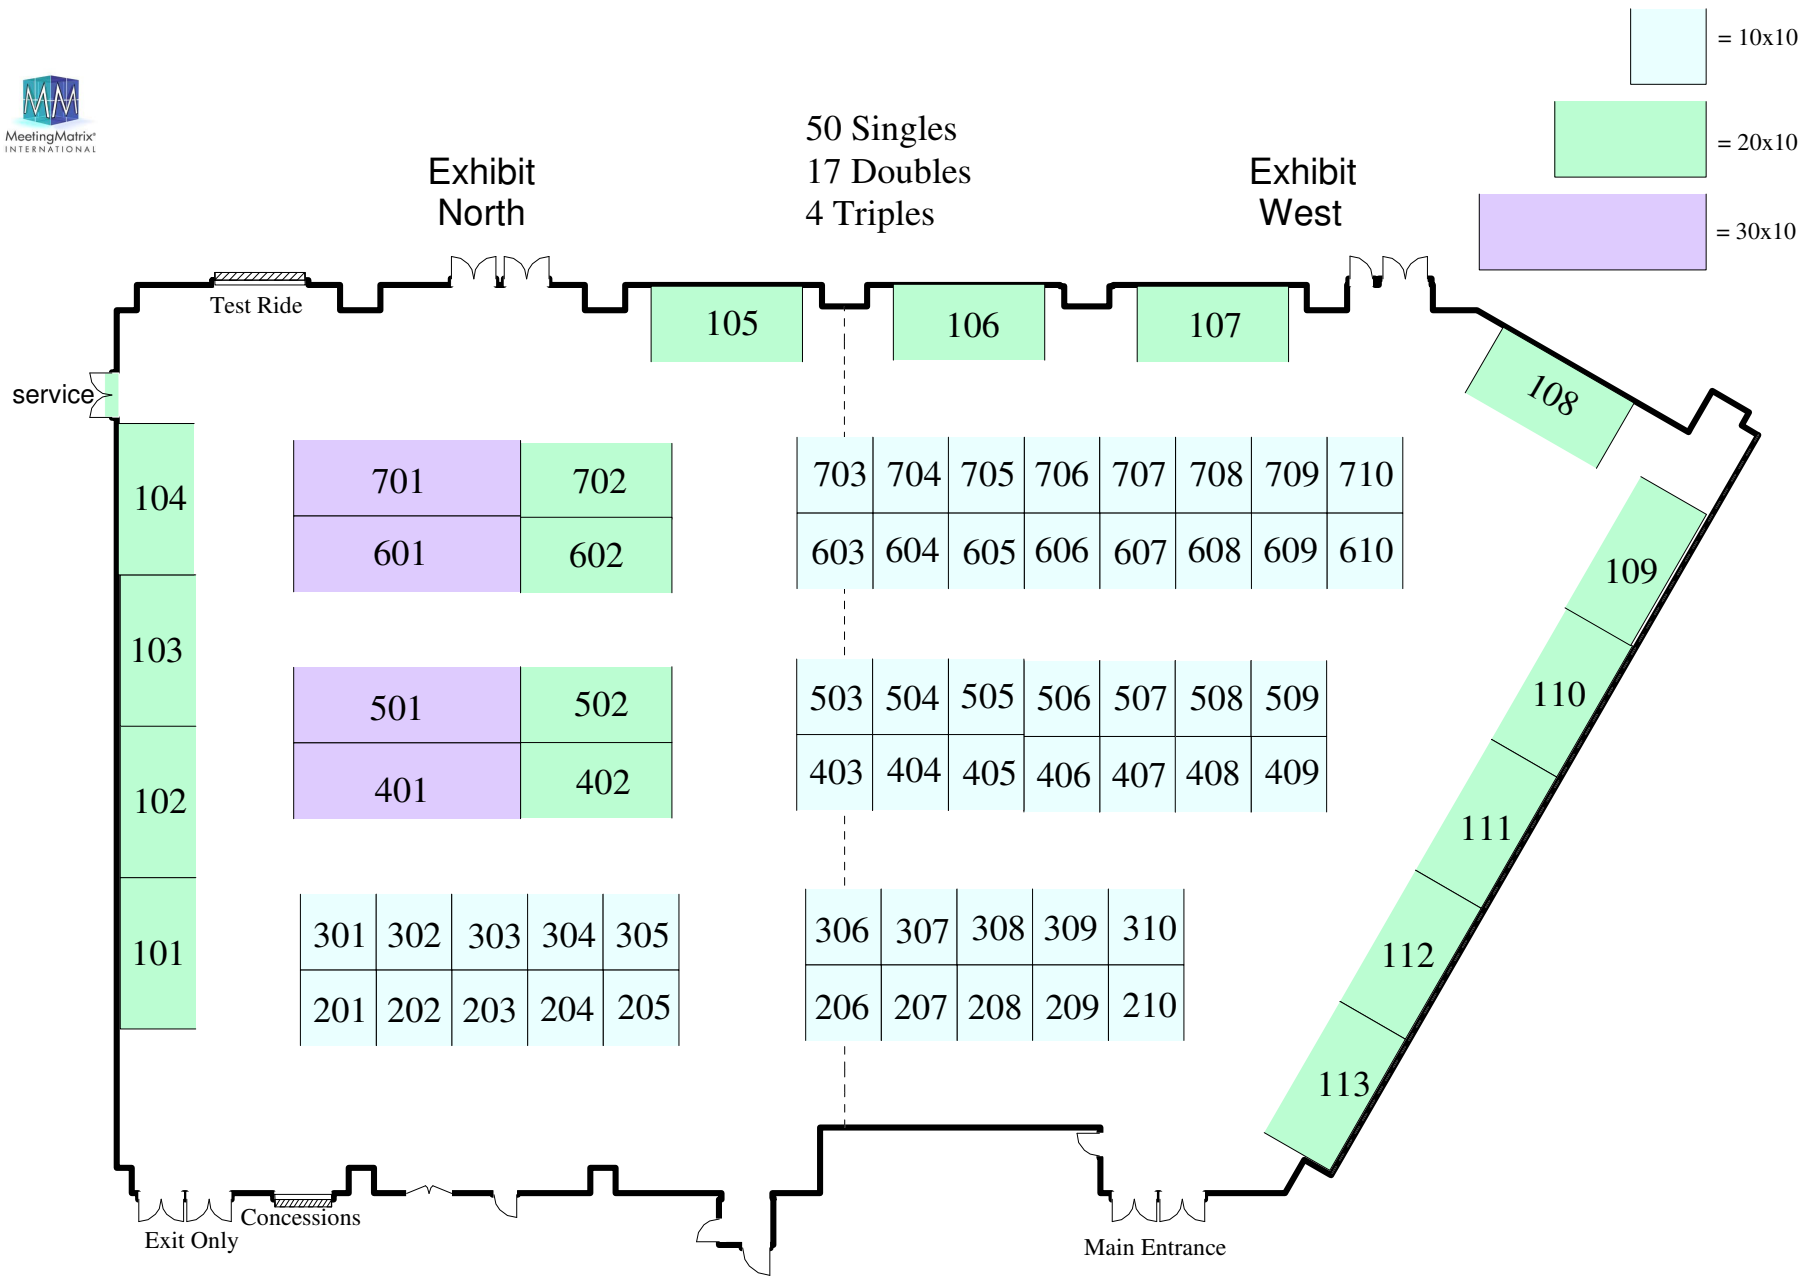 = 10x10
MeetingMatrix®
INTERNATIONAL
50 Singles
17 Doubles
4 Triples
= 20x10
Exhibit
North
Exhibit
West
= 30x10
Test Ride
105
106
107
service
108
701 702 703 704 705 706 707 708 709 710
104
601 602 603 604 605 606 607 608 609 610
109
103
501 502 503 504 505 506 507 508 509
110
102
401 402 403 404 405 406 407 408 409
111
101
301 302 303 304 305 306 307 308 309 310
112
201 202 203 204 205 206 207 208 209 210
113
Concessions
Exit Only
Main Entrance